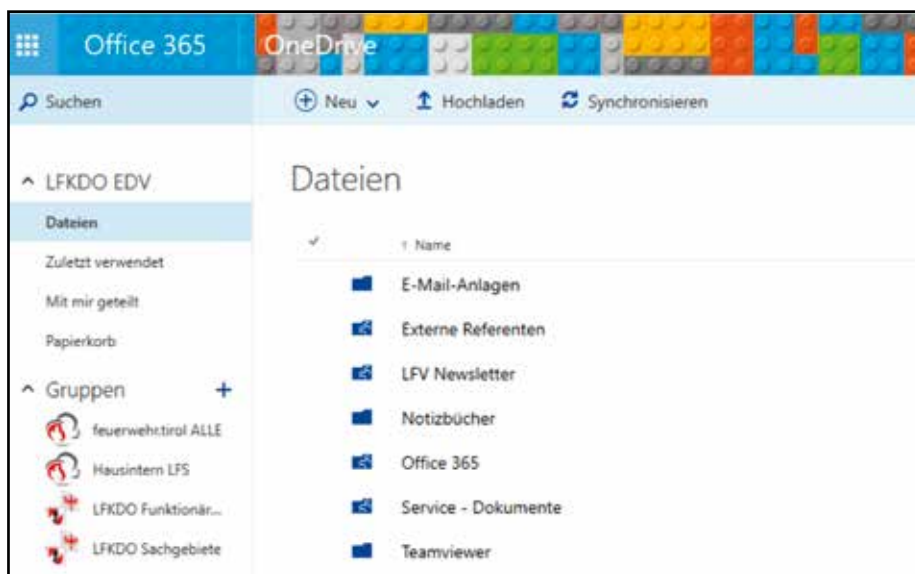 Office 365
OneDrive
Suchen
Neu
Hochladen
Synchronisieren
LFKDO EDV
Dateien
Zuletzt verwendet
Mit mir geteilt
Papierkorb
Gruppen
feuerwehr.tirol ALLE
Hausintern LFS
LFKDO Funktionär...
LFKDO Sachgebiete
Dateien
Name
E-Mail-Anlagen
Externe Referenten
LFV Newsletter
Notizbücher
Office 365
Service - Dokumente
Teamviewer